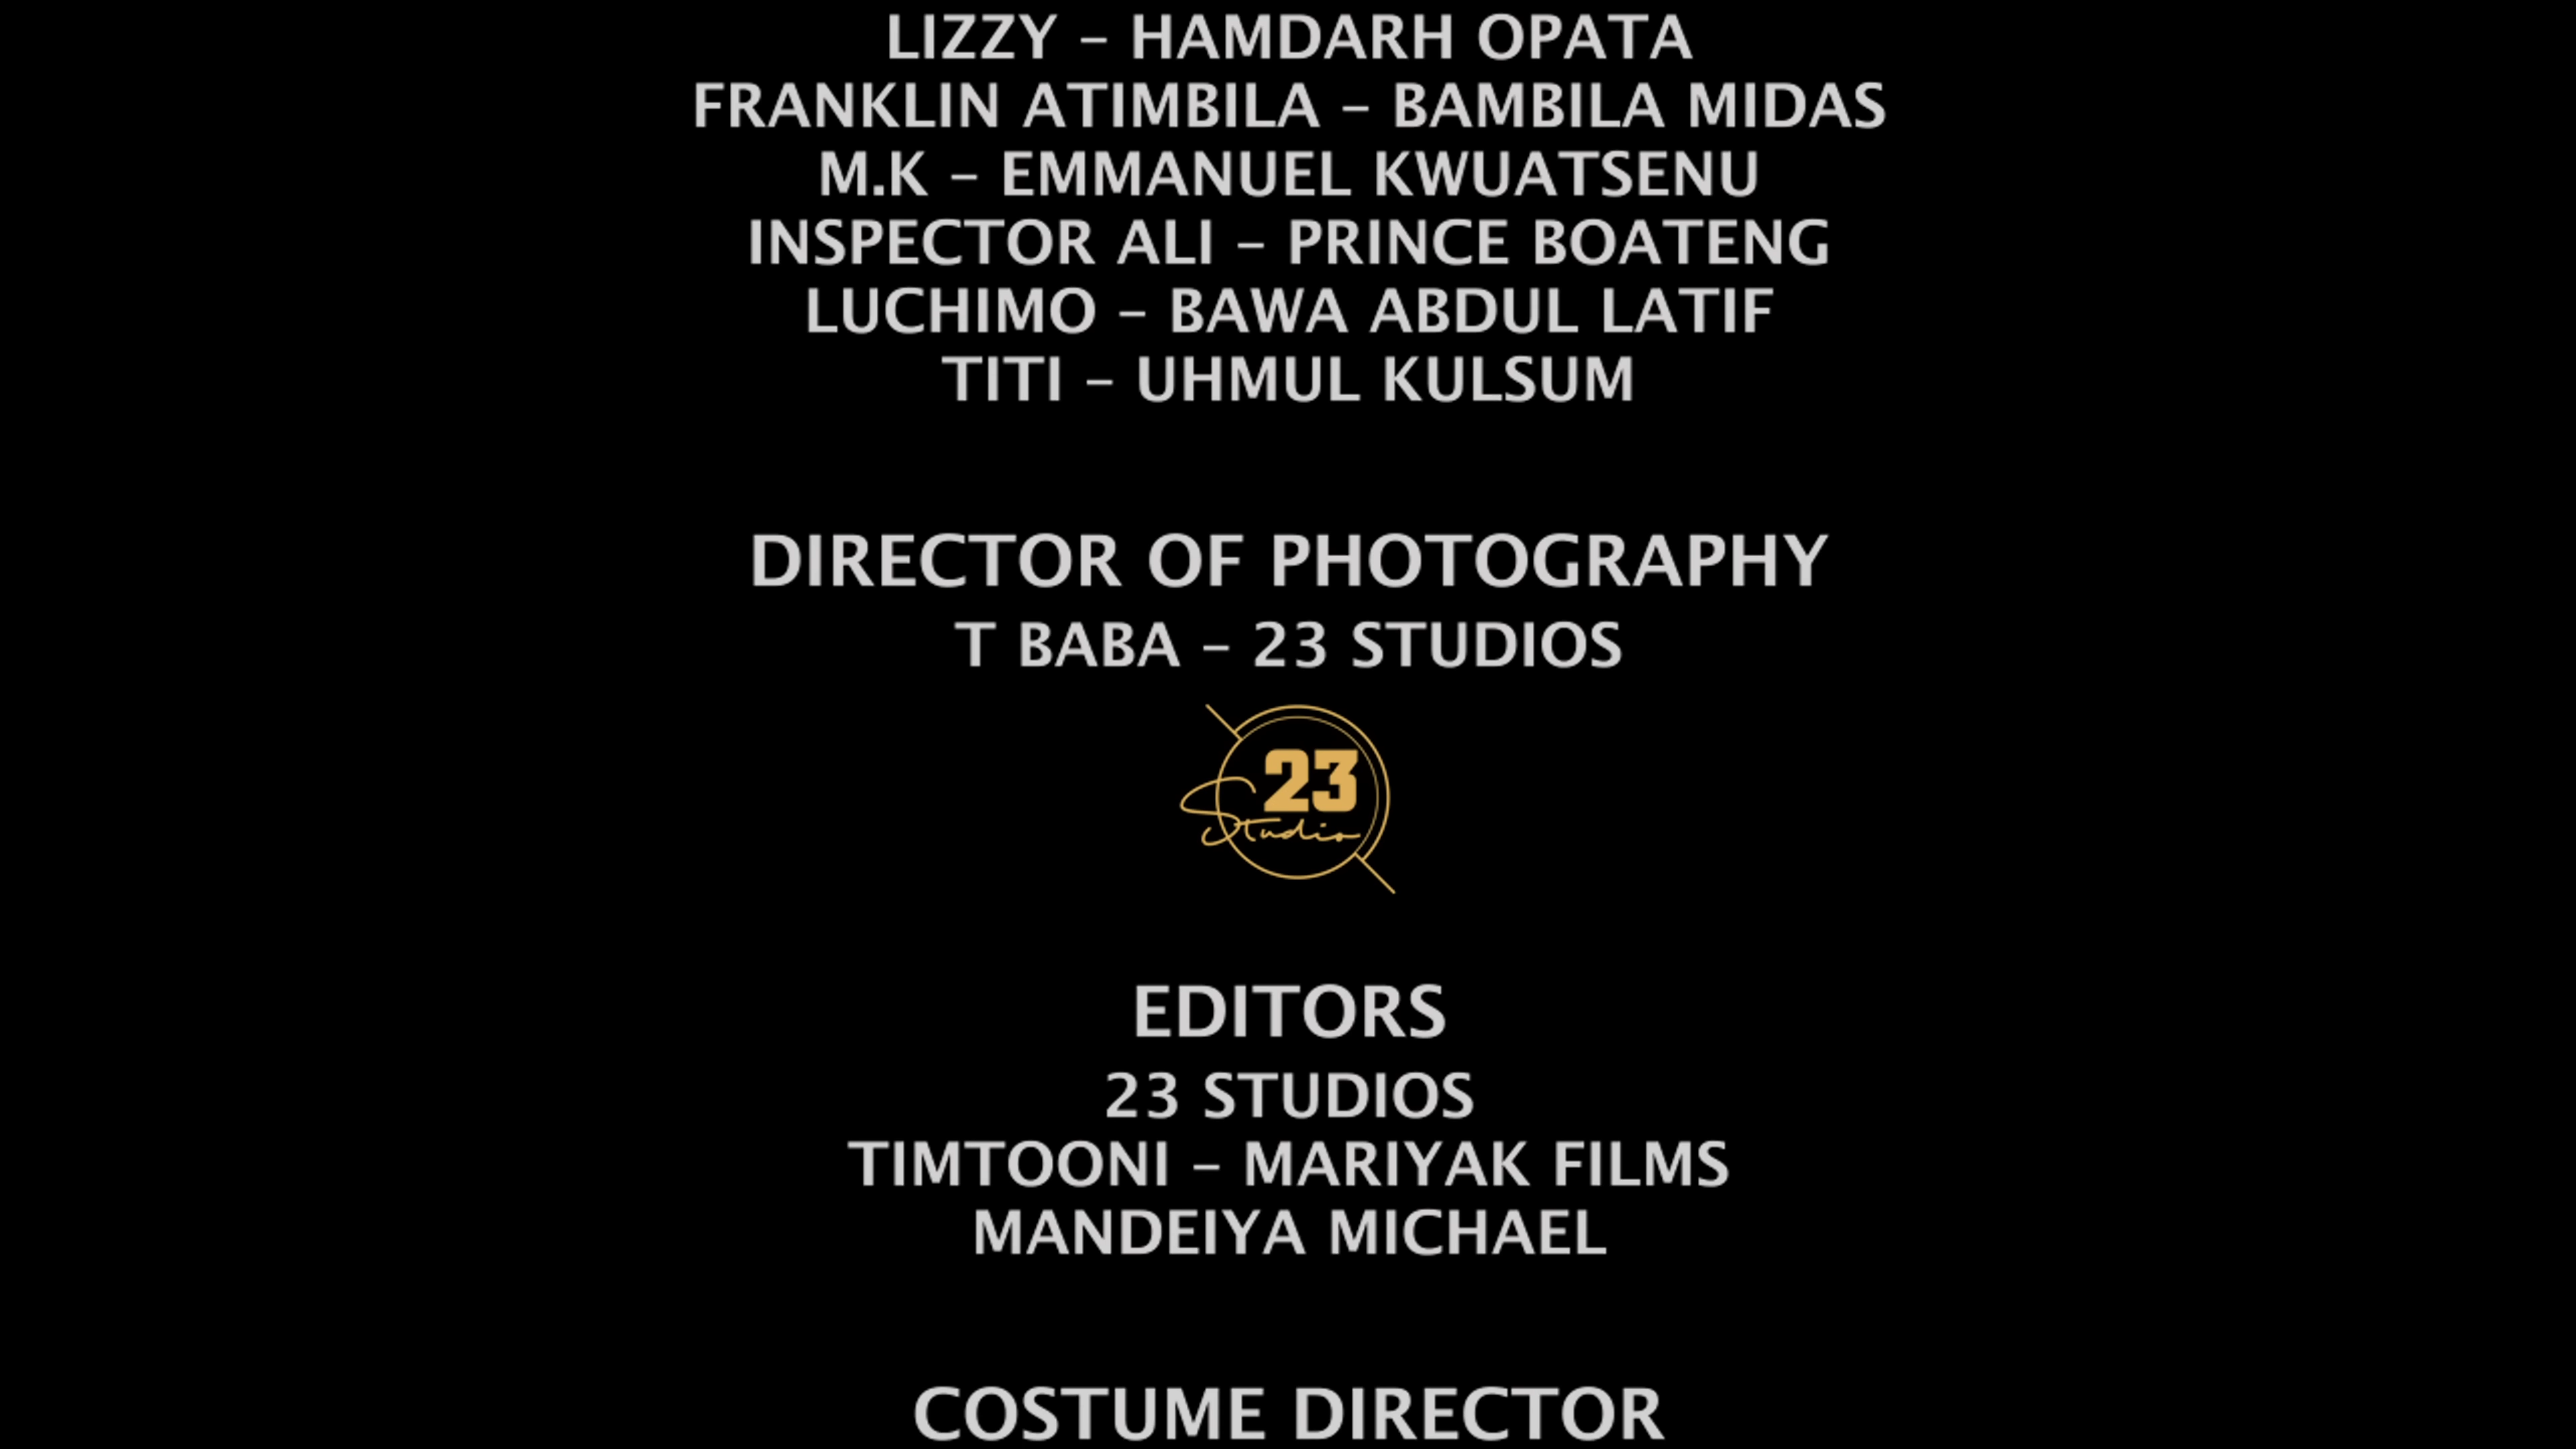 LIZZY – HAMDARH OPATA
FRANKLIN ATIMBILA – BAMBILA MIDAS
M.K – EMMANUEL KWUATSENU
INSPECTOR ALI – PRINCE BOATENG
LUCHIMO – BAWA ABDUL LATIF
TITI – UHMUL KULSUM
DIRECTOR OF PHOTOGRAPHY
T BABA – 23 STUDIOS
23
Studio
EDITORS
23 STUDIOS
TIMTOONI – MARIYAK FILMS
MANDEIYA MICHAEL
COSTUME DIRECTOR